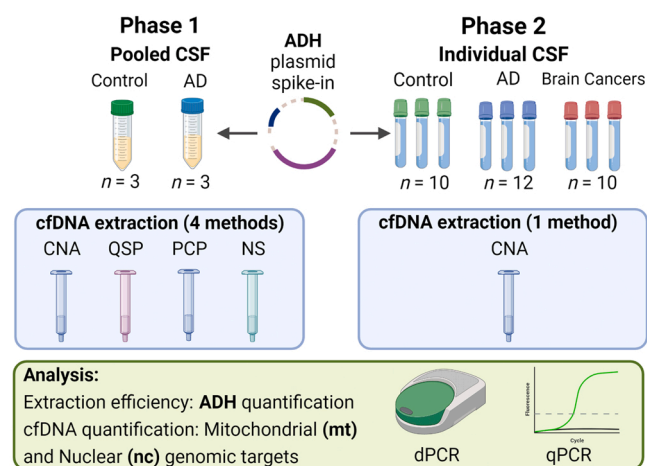 Phase 1
Pooled CSF
Control AD
n = 3 n = 3
ADH
plasmid
spike-in
Phase 2
Individual CSF
Control AD Brain Cancers
n = 10 n = 12 n = 10
cfDNA extraction (4 methods)
CNA QSP PCP NS
cfDNA extraction (1 method)
CNA
Analysis:
Extraction efficiency: ADH quantification
cfDNA quantification: Mitochondrial (mt)
and Nuclear (nc) genomic targets
dPCR
Fluorescence
Cycle
qPCR